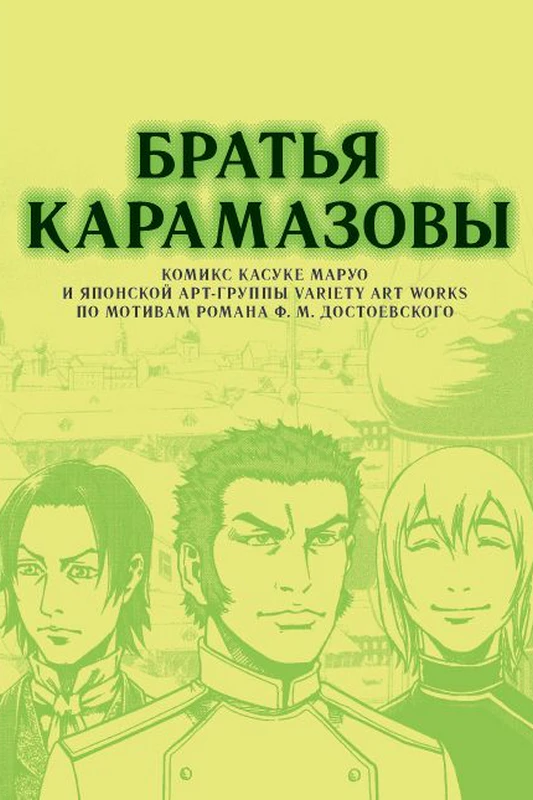 БРАТЬЯ
КАРАМАЗОВЫ
КОМИКС КАСУКЕ МАРУО
И ЯПОНСКОЙ АРТ-ГРУППЫ VARIETY ART WORKS
ПО МОТИВАМ РОМАНА Ф. М. ДОСТОЕВСКОГО